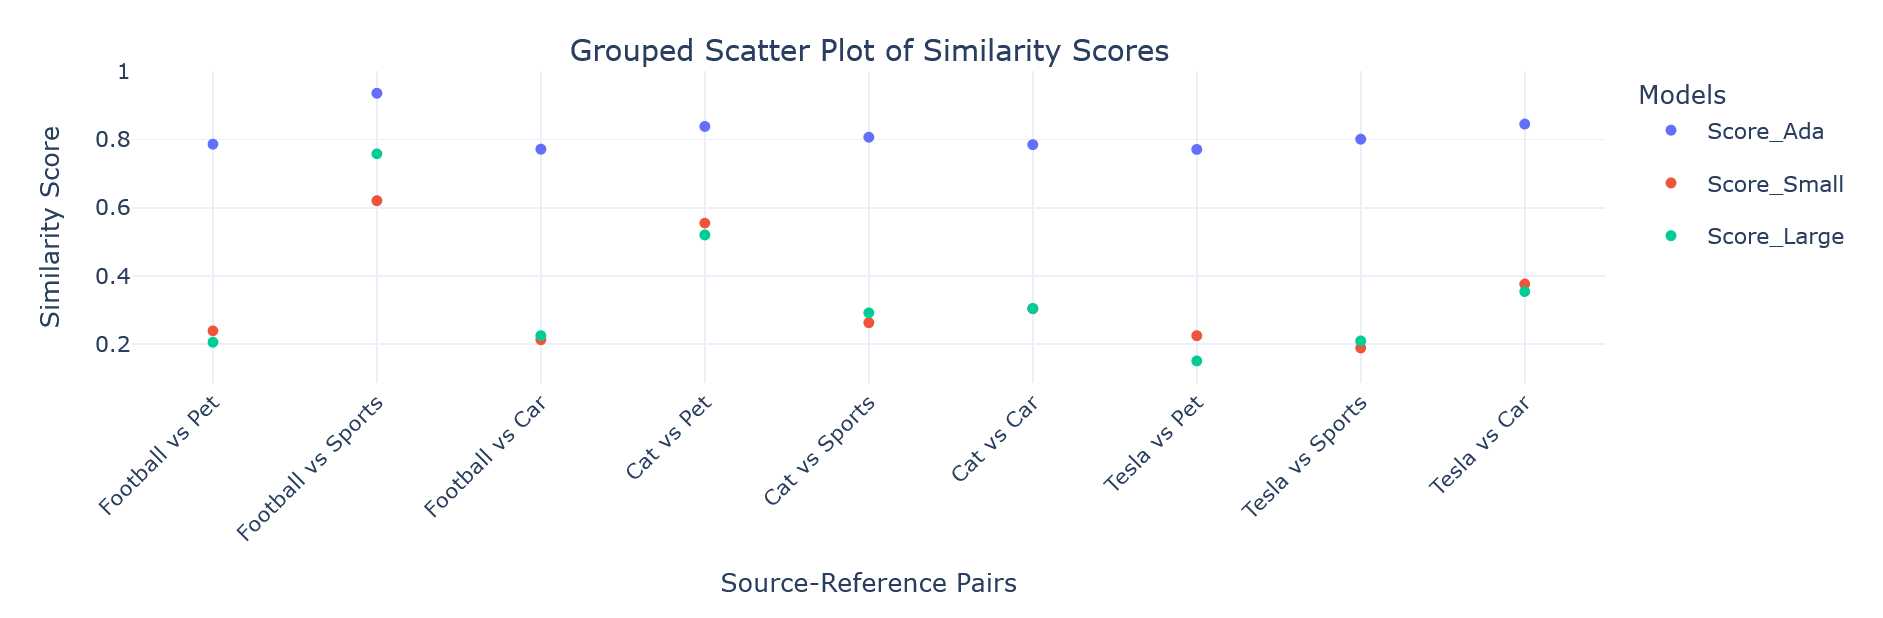 Grouped Scatter Plot of Similarity Scores
1
0.8
0.6
0.4
0.2
Similarity Score
Football vs Pet
Football vs Sports
Football vs Car
Cat vs Pet
Cat vs Sports
Cat vs Car
Tesla vs Pet
Tesla vs Sports
Tesla vs Car
Source-Reference Pairs
Models
Score_Ada
Score_Small
Score_Large